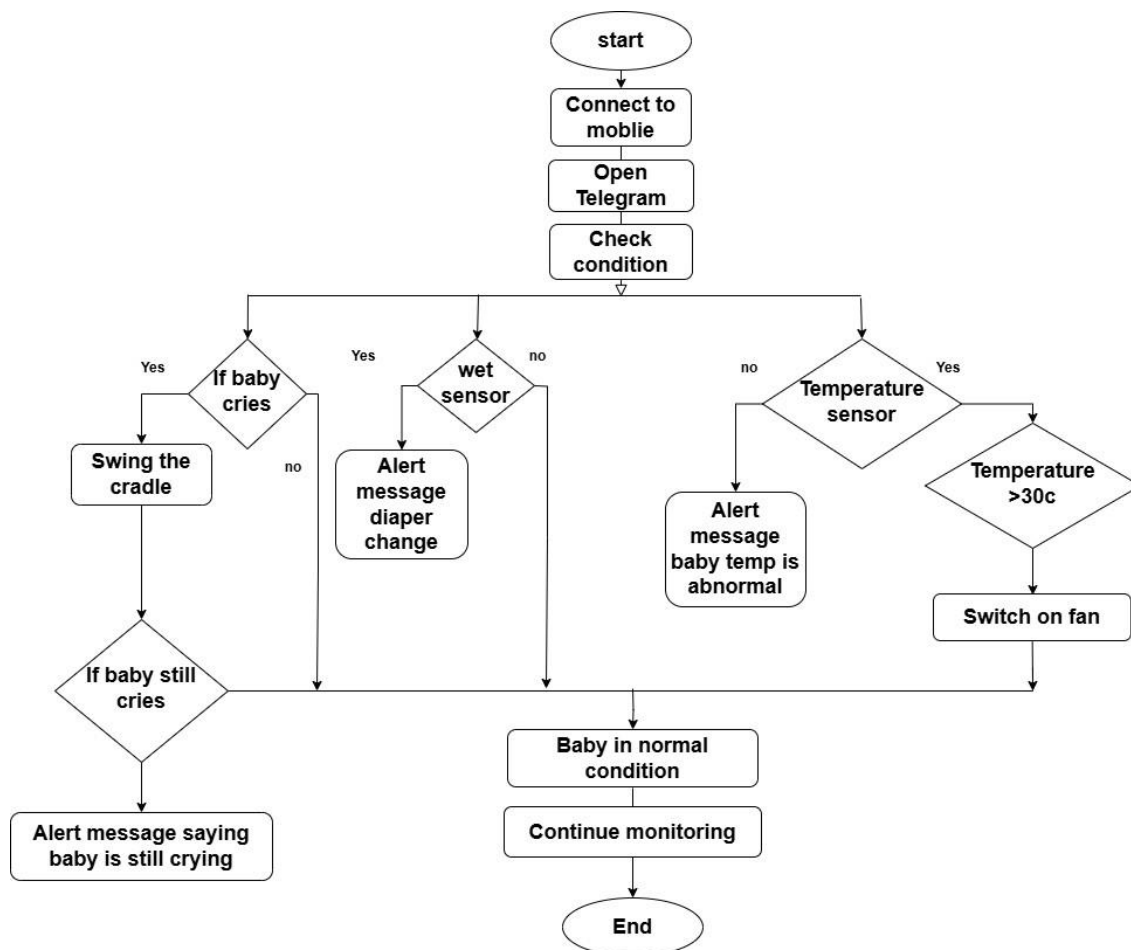 start
Connect to
moblie
Open
Telegram
Check
condition
Yes
If baby
cries
no
Yes
wet
sensor
no
no
Temperature
sensor
Yes
Swing the
cradle
Alert
message
diaper
change
Alert
message
baby temp is
abnormal
Temperature
>30c
Switch on fan
If baby still
cries
Alert message saying
baby is still crying
Baby in normal
condition
Continue monitoring
End